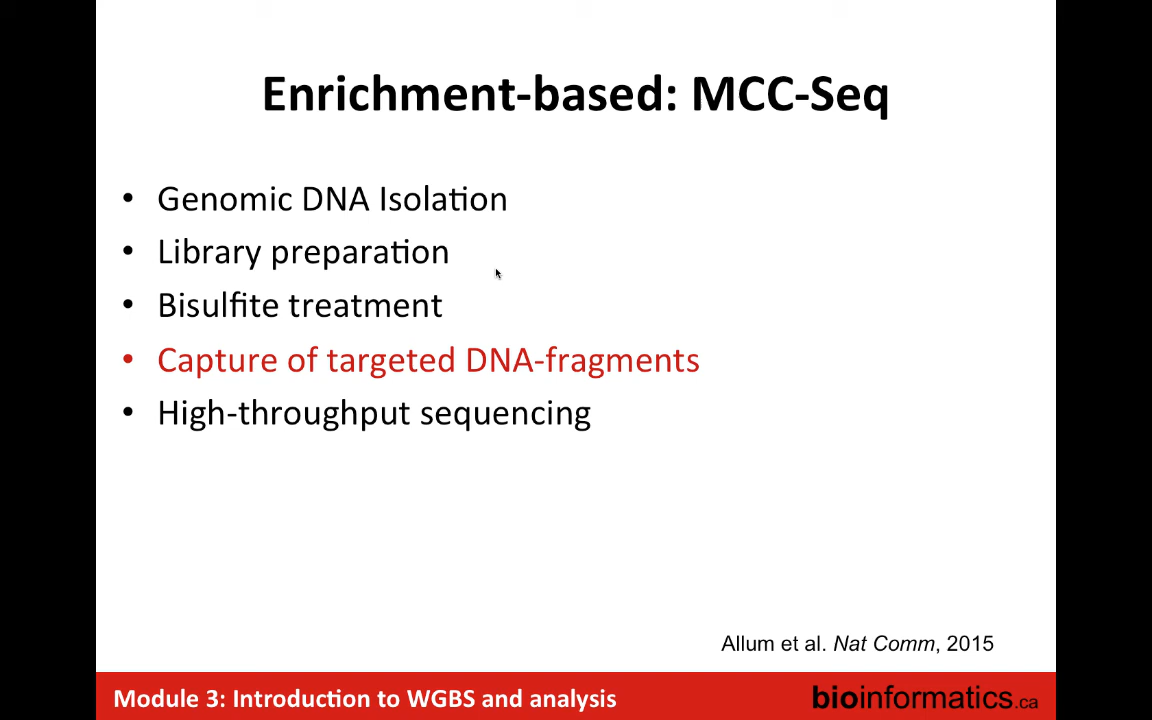 Enrichment-based: MCC-Seq
• Genomic DNA Isolation
• Library preparation
• Bisulfite treatment
• Capture of targeted DNA-fragments
• High-throughput sequencing
Allum et al. Nat Comm, 2015
Module 3: Introduction to WGBS and analysis
bioinformatics.ca